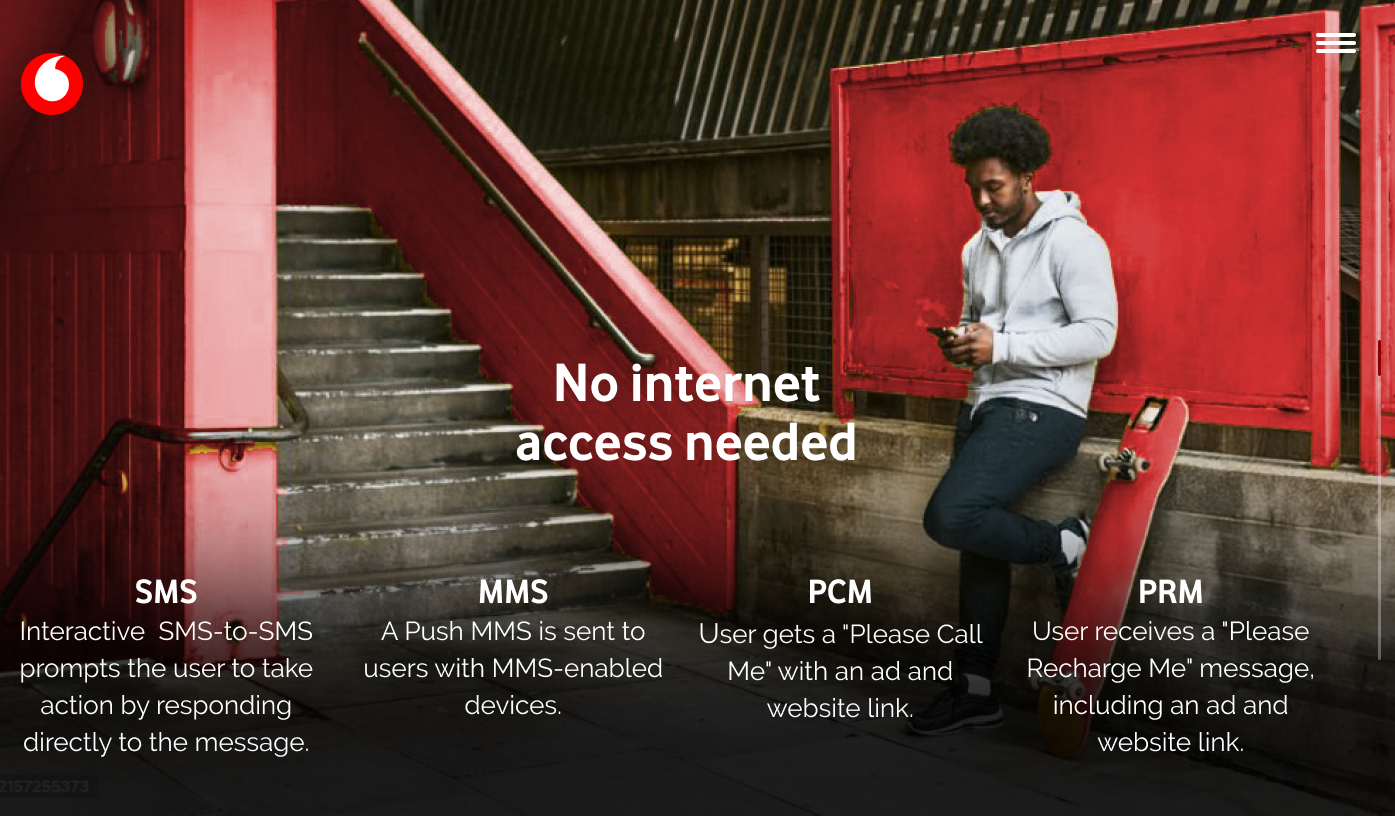 No internet
access needed
SMS
Interactive SMS-to-SMS
prompts the user to take
action by responding
directly to the message.
MMS
A Push MMS is sent to
users with MMS-enabled
devices.
PCM
User gets a "Please Call
Me" with an ad and
website link.
PRM
User receives a "Please
Recharge Me" message,
including an ad and
website link.
2157255373